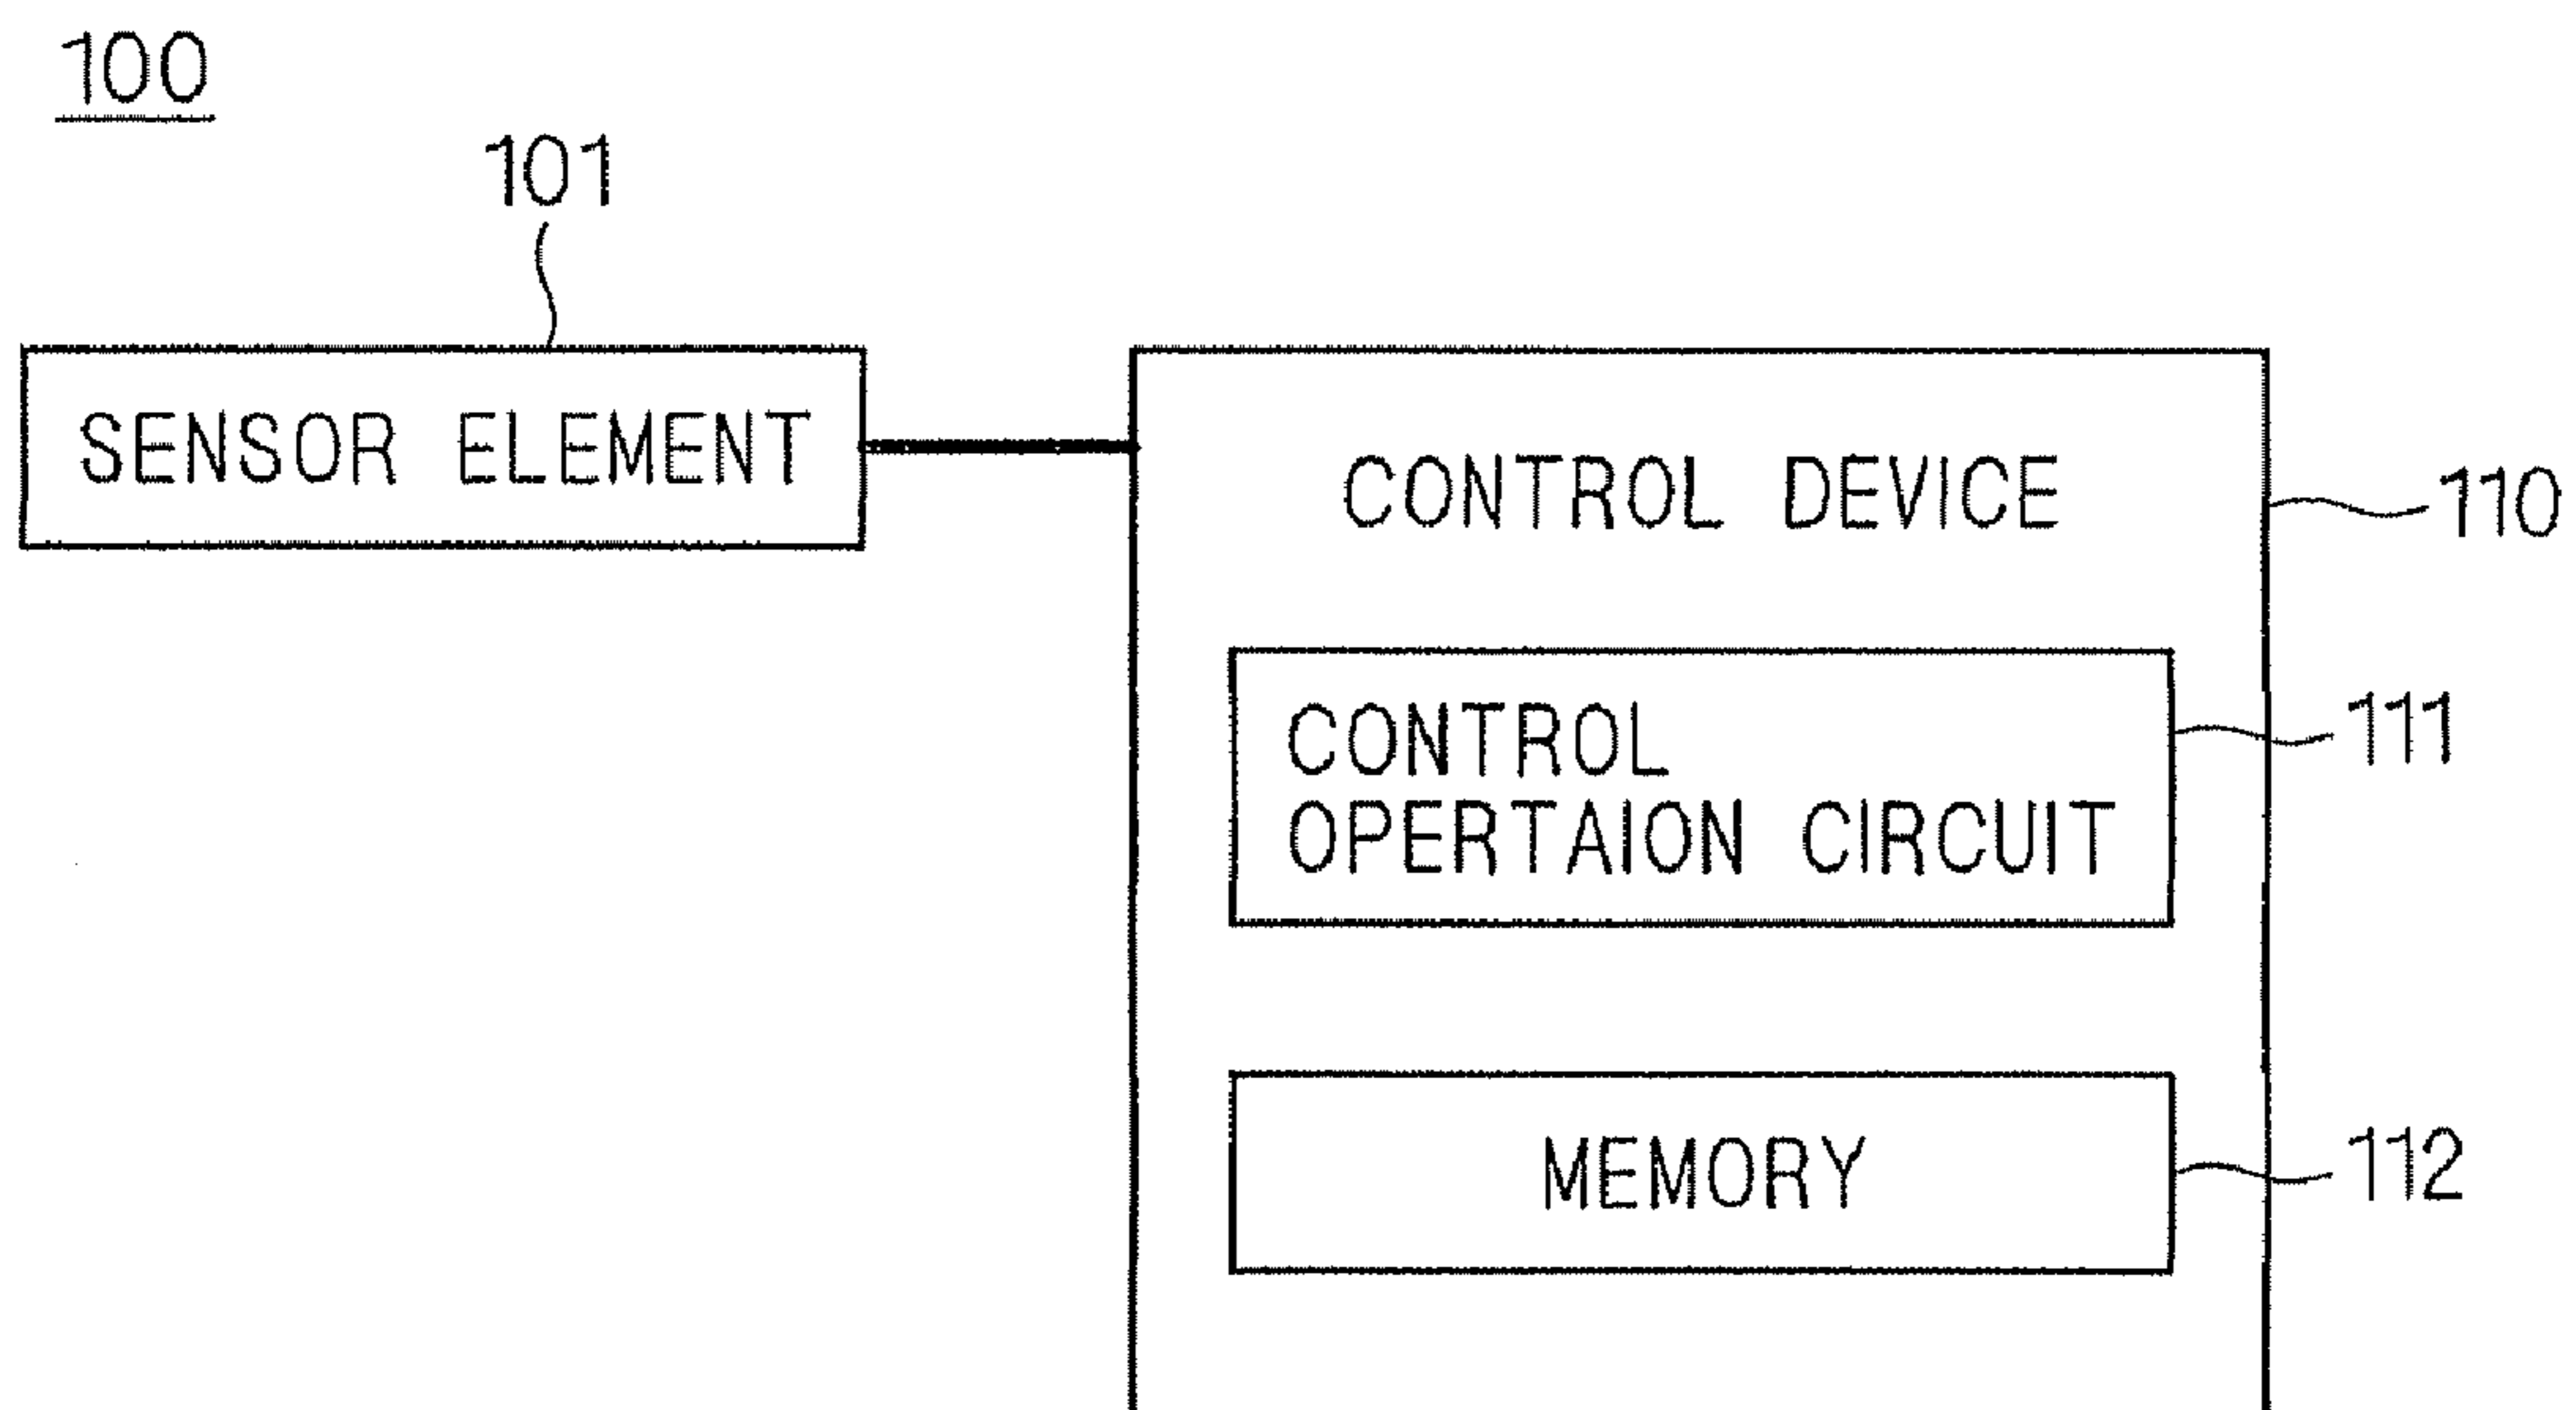 100
101
SENSOR ELEMENT
CONTROL DEVICE
110
CONTROL
OPERTAION CIRCUIT
111
MEMORY
112